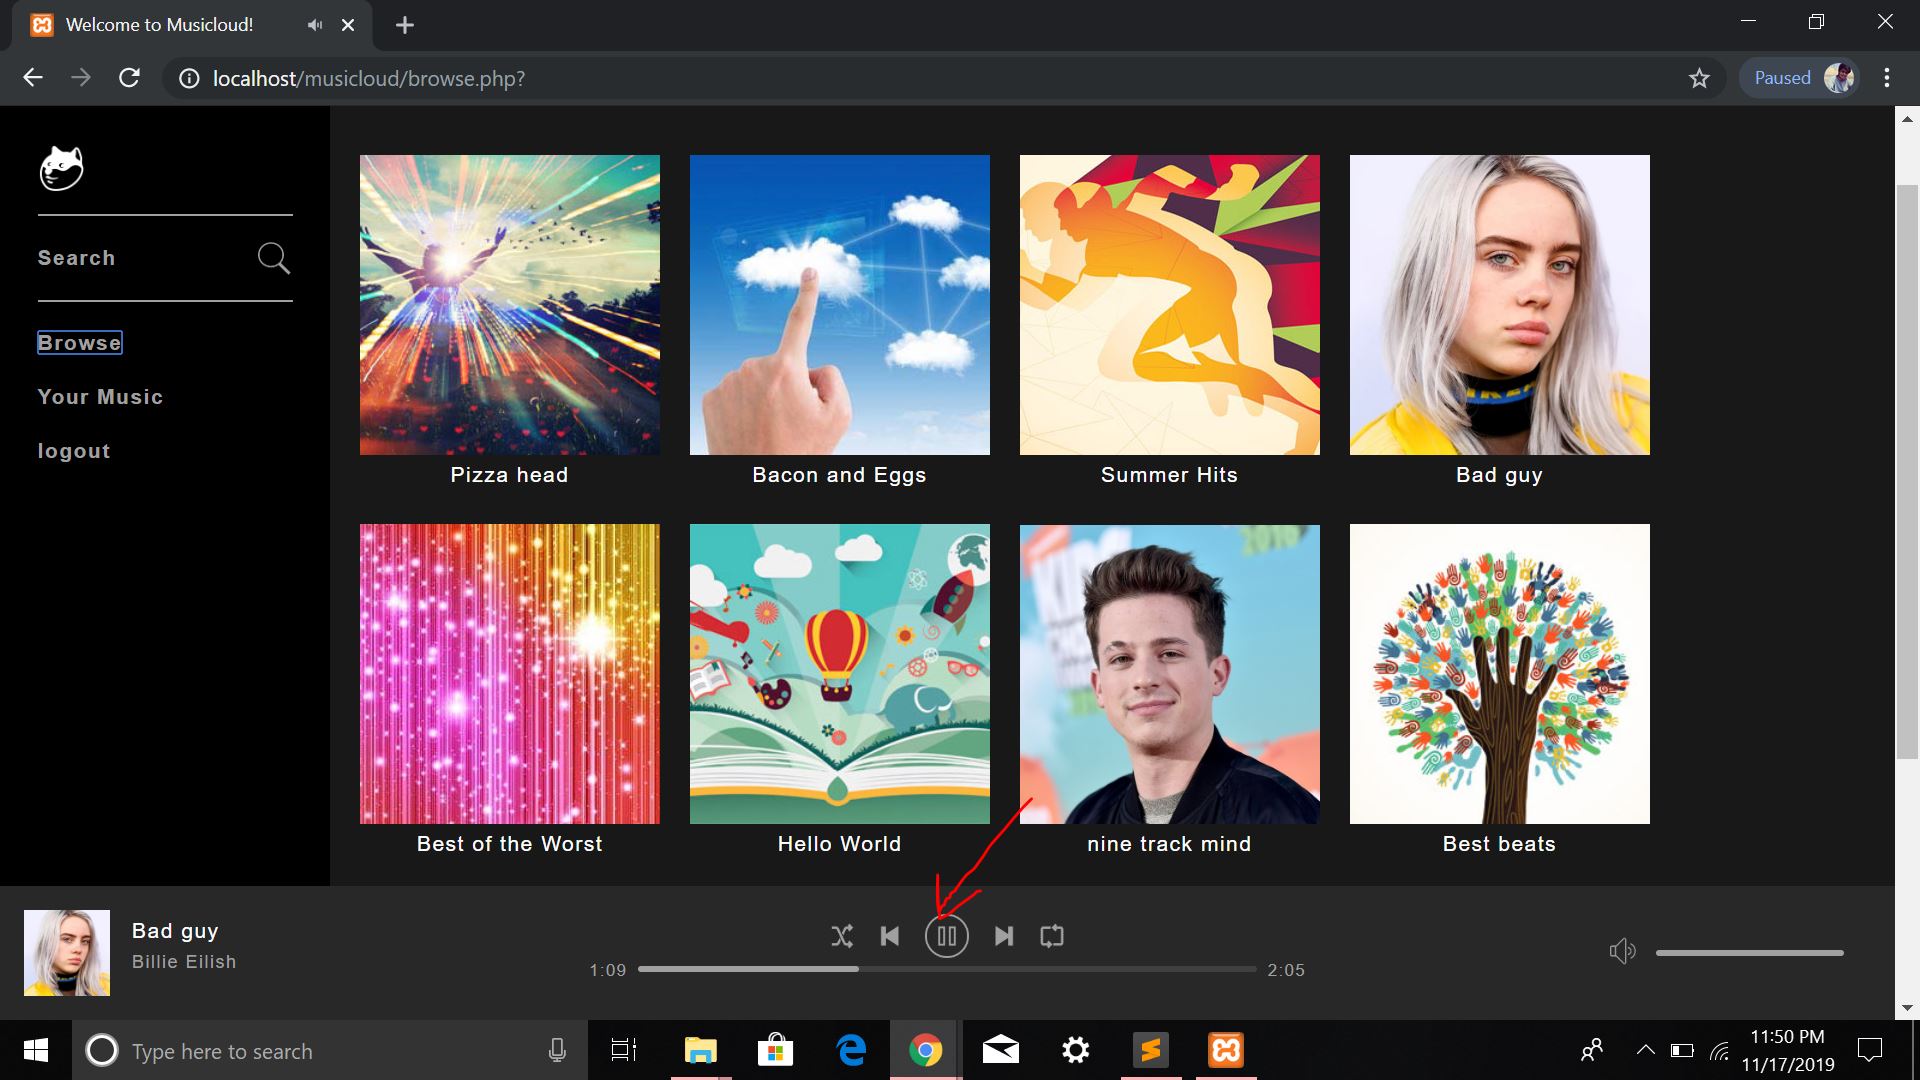 Welcome to Musicloud!
localhost/musicloud/browse.php?
Paused
Search
Browse
Your Music
logout
Pizza head
Bacon and Eggs
Summer Hits
Bad guy
Best of the Worst
Hello World
nine track mind
Best beats
Bad guy
Billie Eilish
1:09
2:05
Type here to search
11:50 PM
11/17/2019